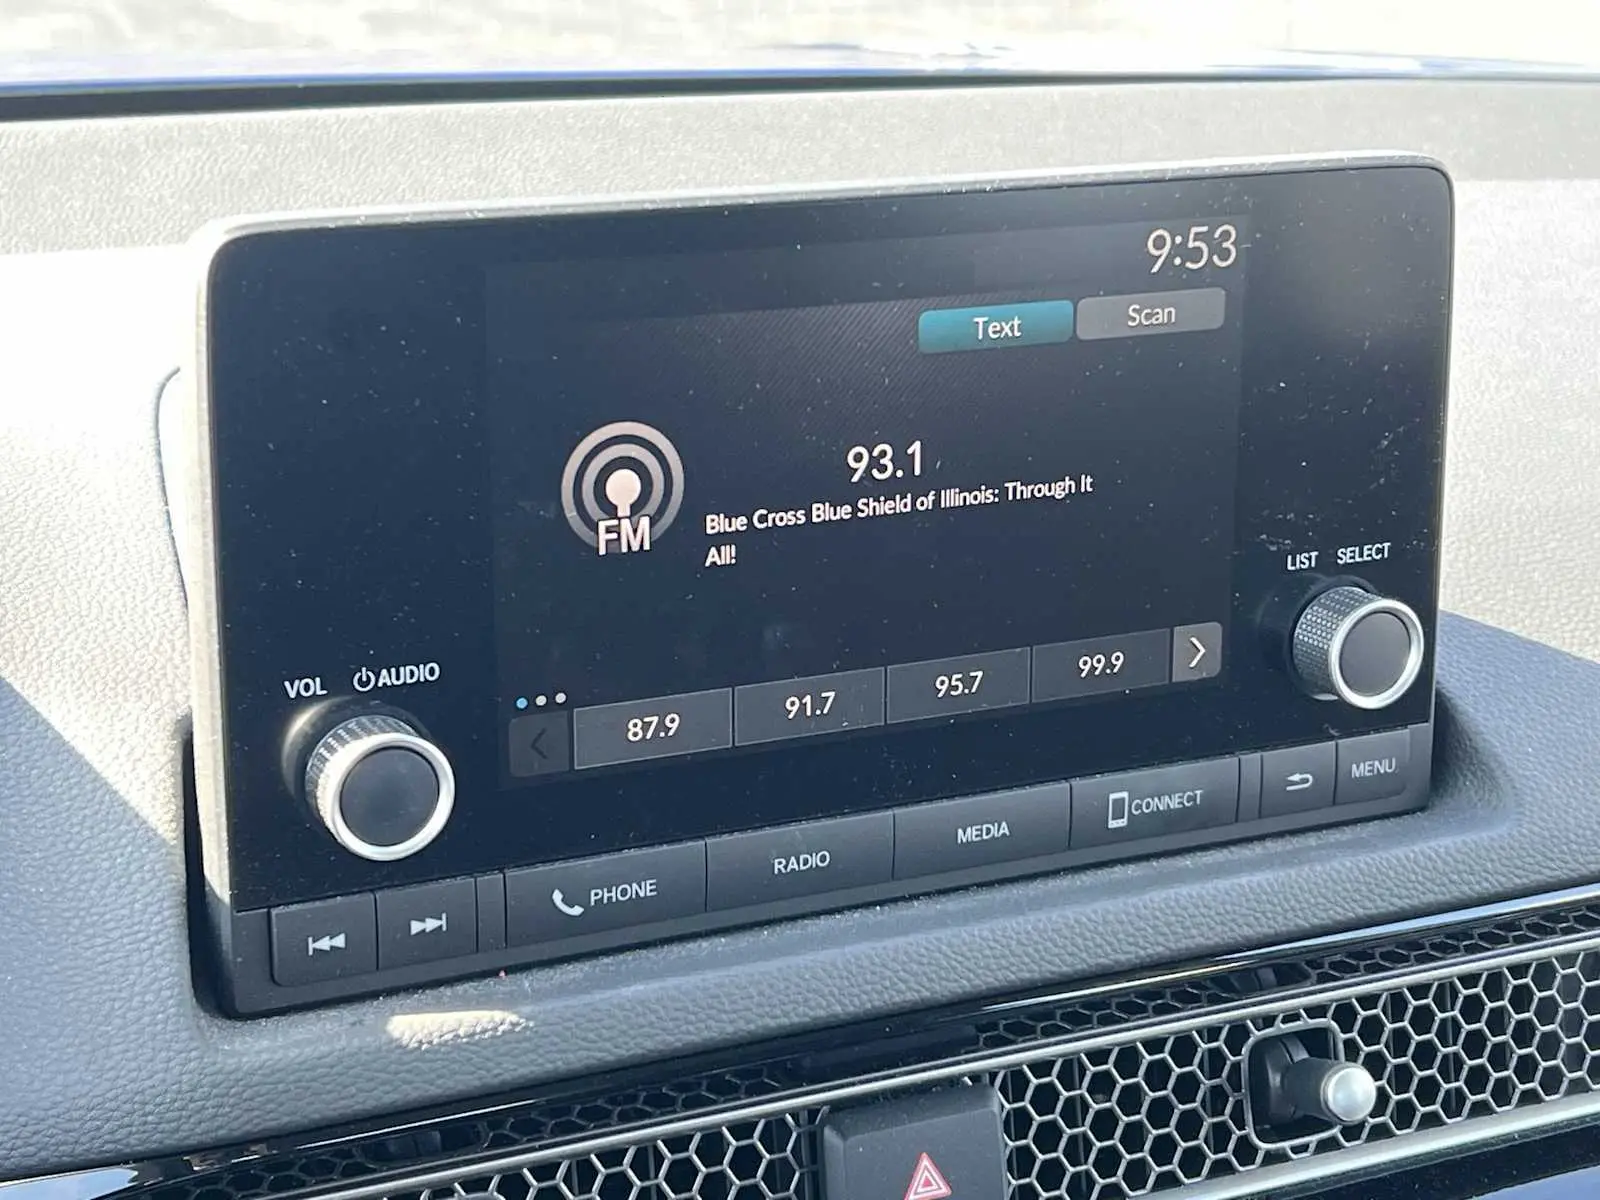 9:53
Text
Scan
93.1
FM
Blue Cross Blue Shield of Illinois: Through It
All!
LIST SELECT
VOL AUDIO
87.9
91.7
95.7
99.9
PHONE
RADIO
MEDIA
CONNECT
MENU